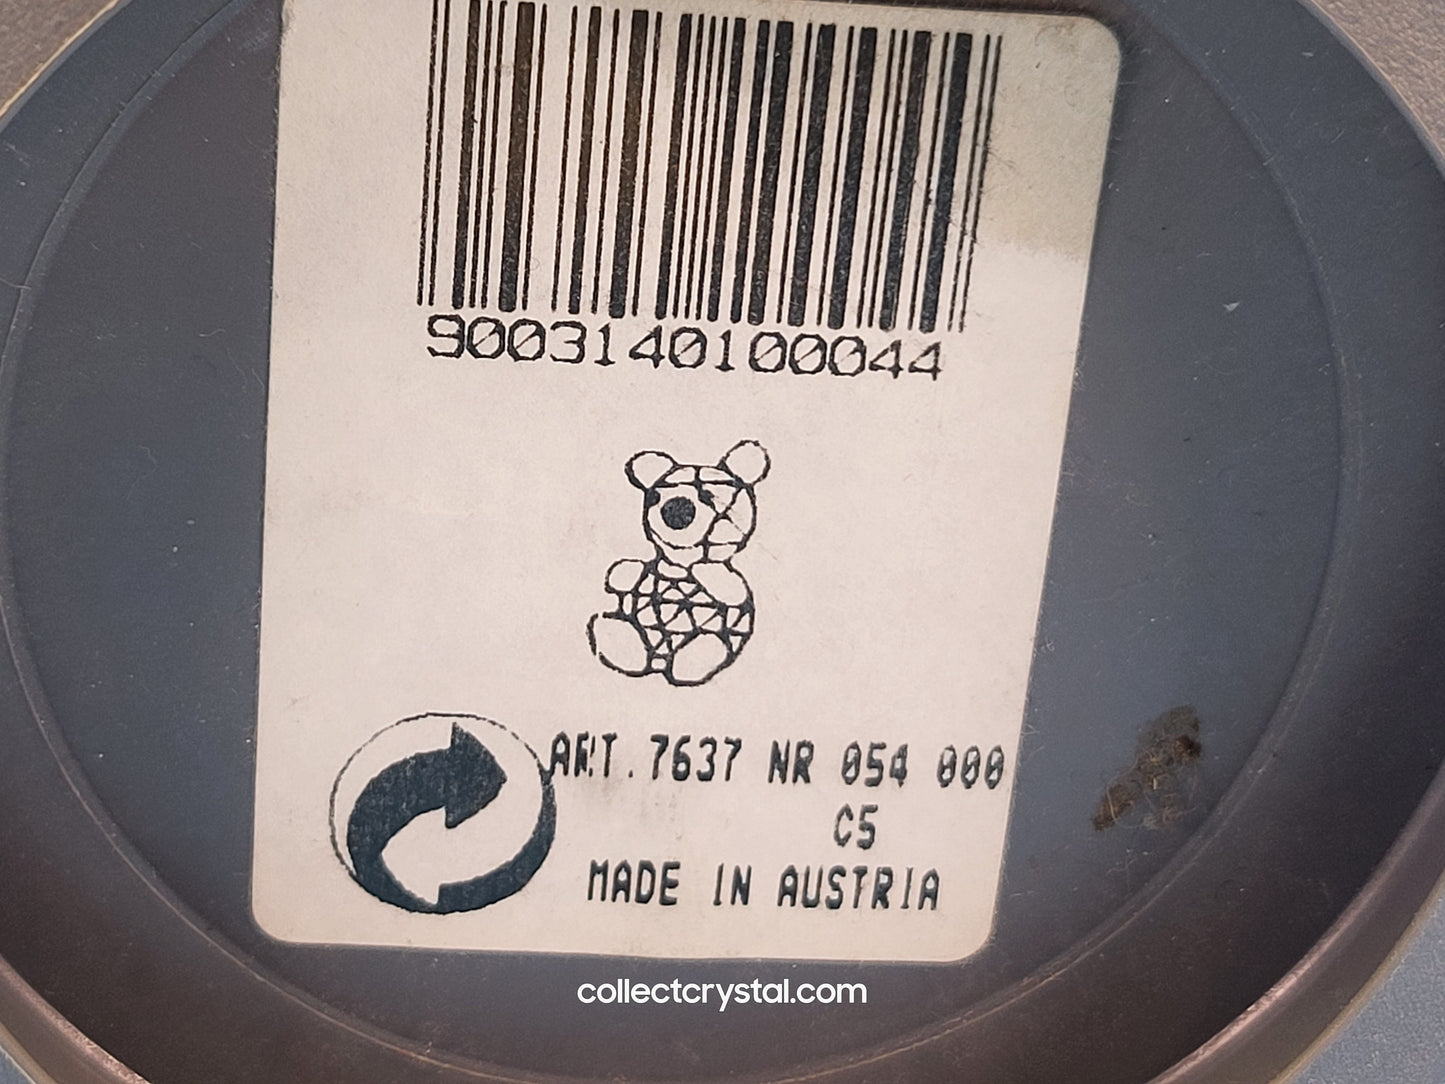 9003140100044
ART. 7637 NR 054 000
C5
MADE IN AUSTRIA
collectcrystal.com